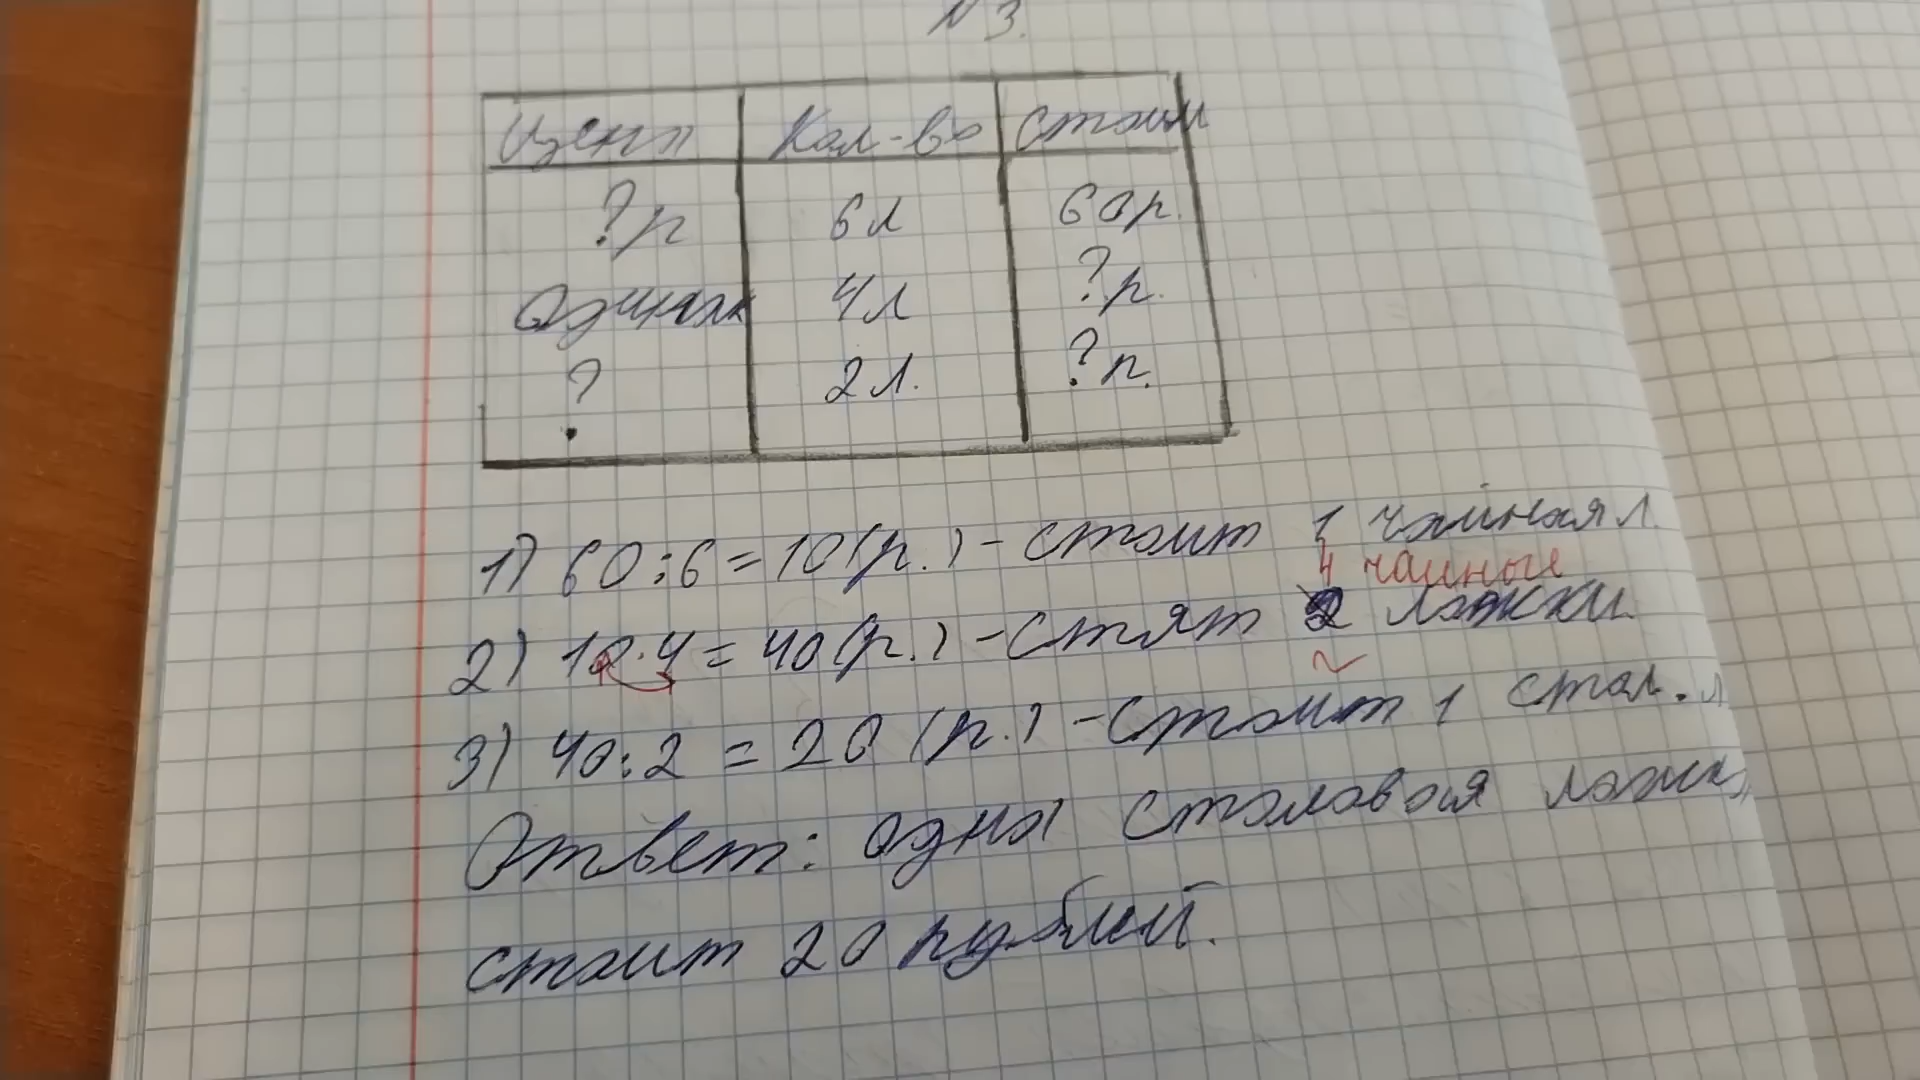 №3.
Цена Кол-во Стоим
?р 6л 60р.
Одинак 4л ?р.
? 2л. ?р.
1) 60:6=10(р.)-стоит 1 чайная л.
4 чайные
2) 10·4=40(р.)-стят 2 ложки
3) 40:2=20(р.)-стоит 1 стол. л.
Ответ: одна столовая ложка
стоит 20 рублий.